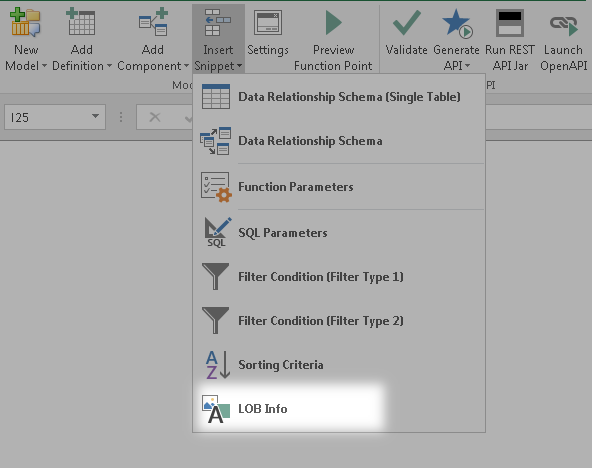 New Model
Add Definition
Add Component
Insert Snippet
Settings
Preview Function Point
Validate
Generate API
Run REST API Jar
Launch OpenAPI
Mod
PI
I25
Data Relationship Schema (Single Table)
Data Relationship Schema
Function Parameters
SQL
SQL Parameters
Filter Condition (Filter Type 1)
Filter Condition (Filter Type 2)
A
Z
Sorting Criteria
A
LOB Info